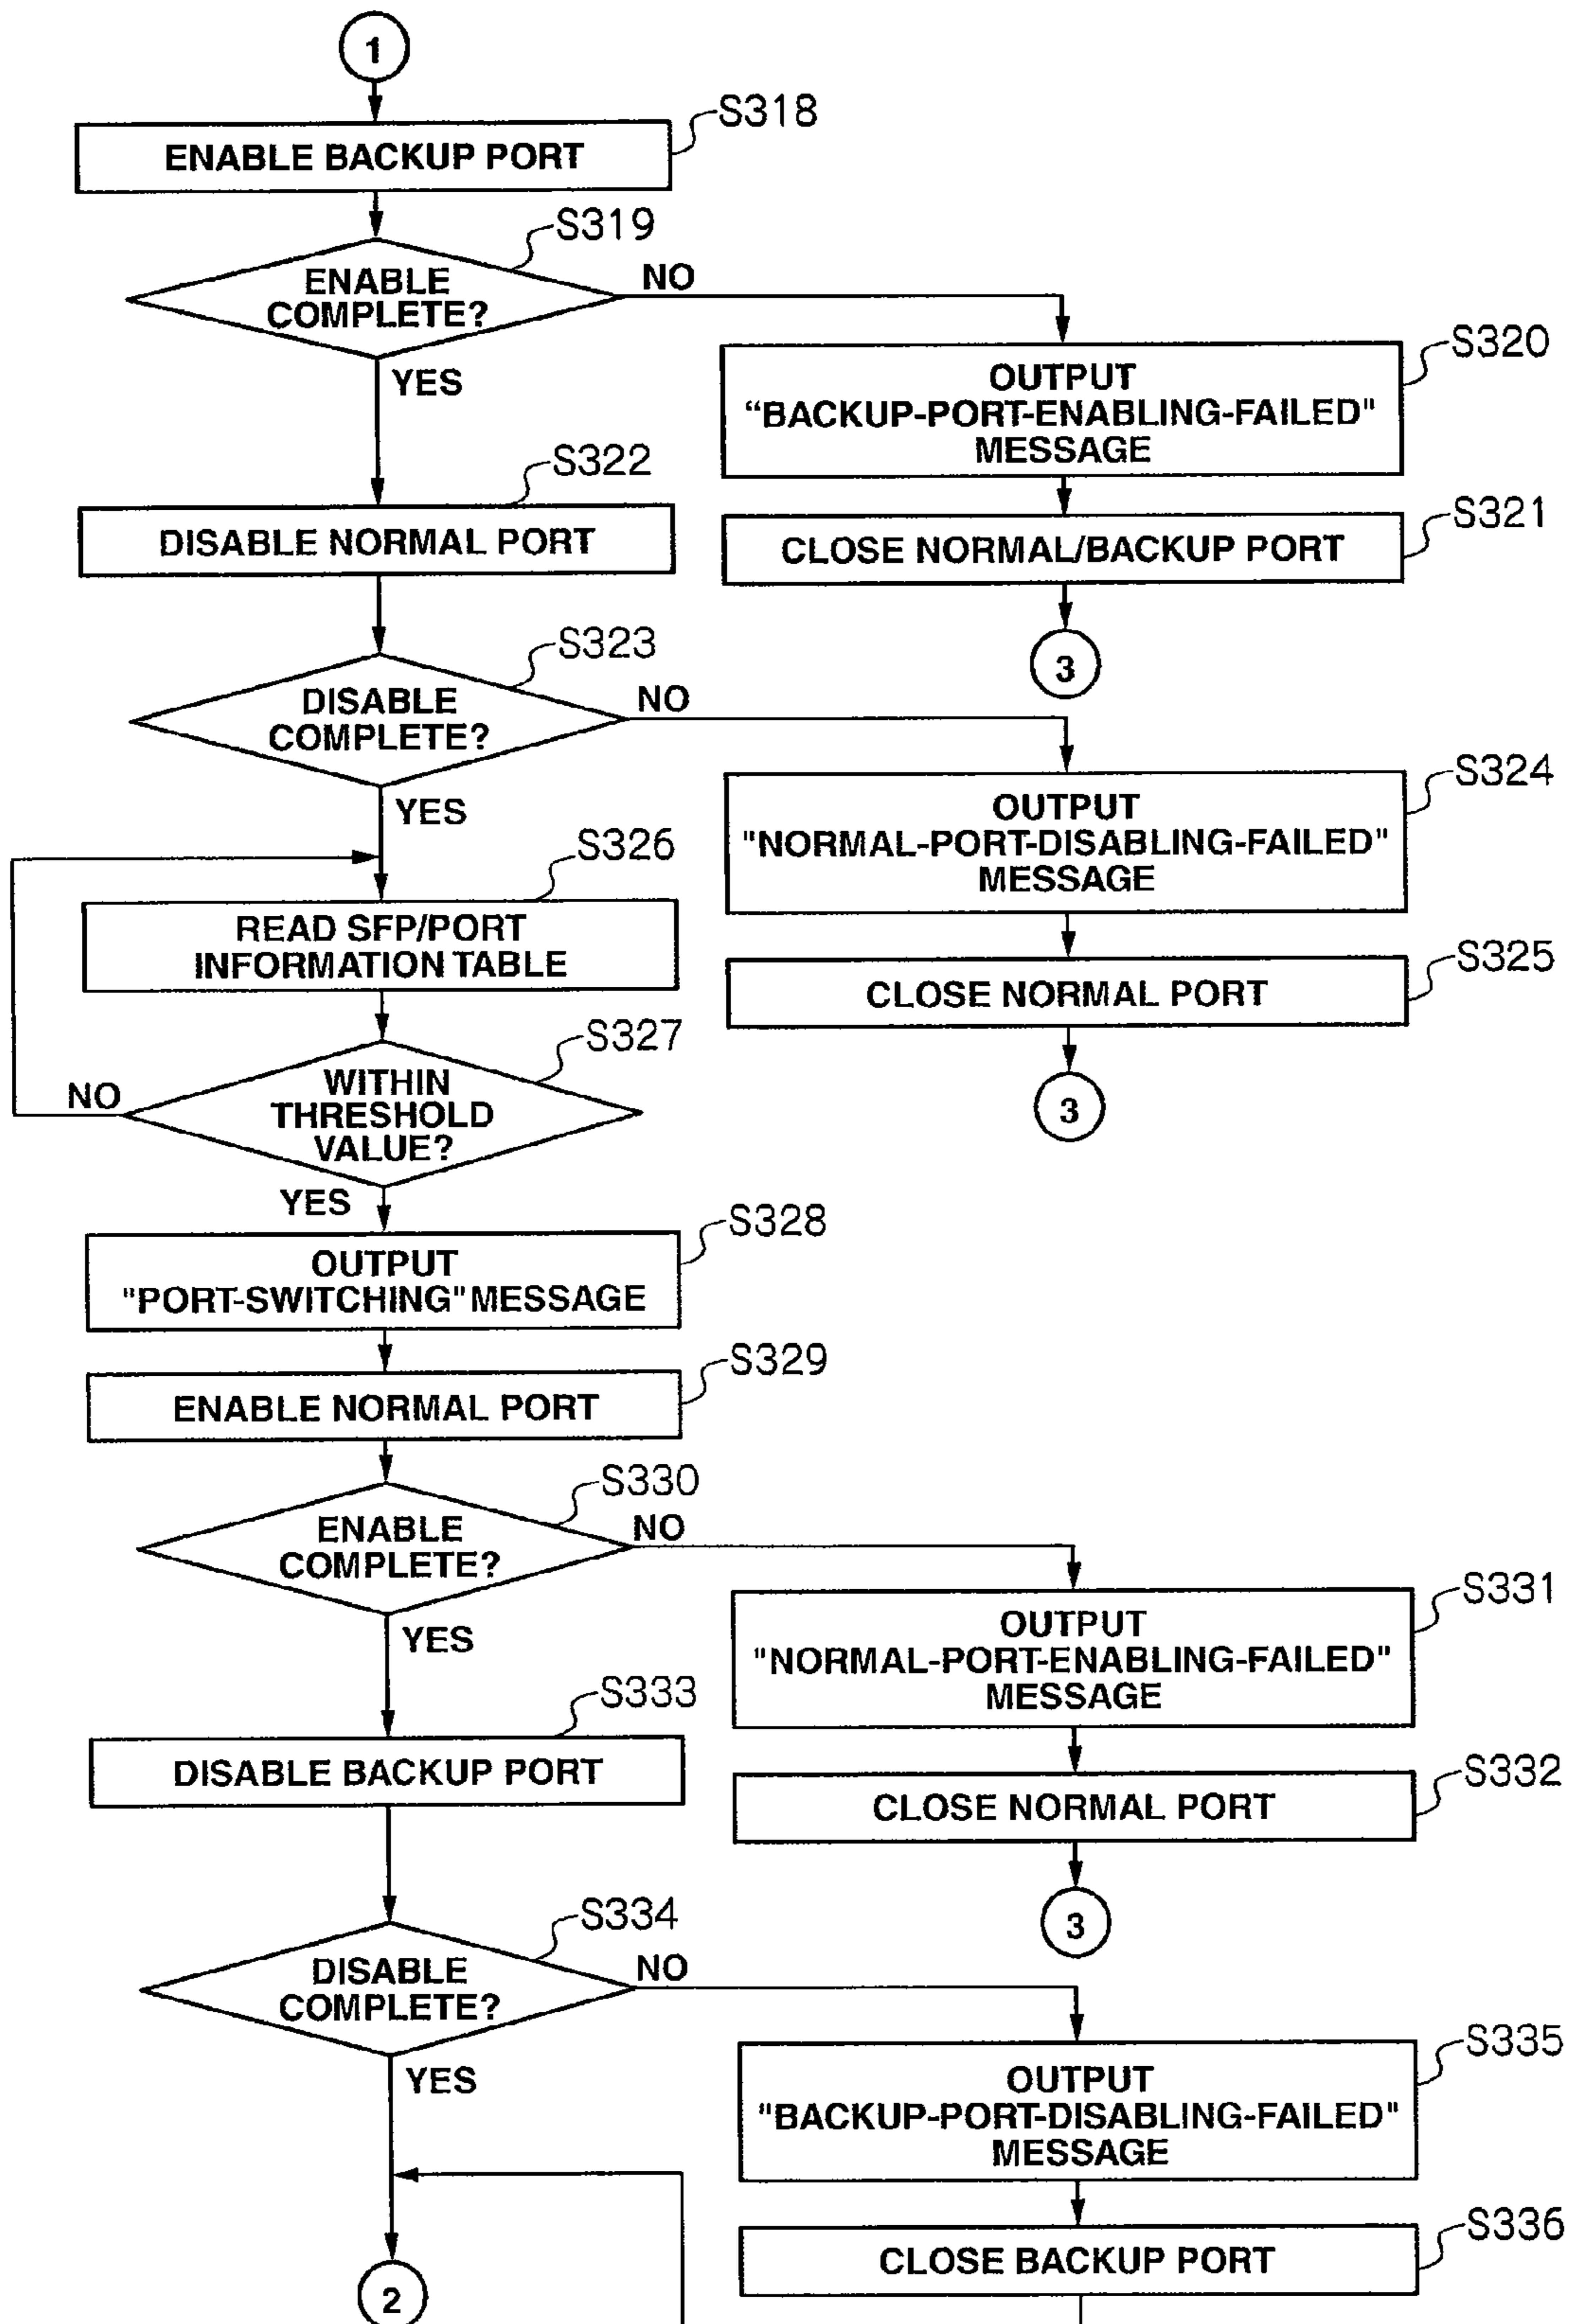 1
S318
ENABLE BACKUP PORT
S319
ENABLE
COMPLETE?
NO
YES
S320
OUTPUT
“BACKUP-PORT-ENABLING-FAILED"
MESSAGE
S321
CLOSE NORMAL/BACKUP PORT
3
S322
DISABLE NORMAL PORT
S323
DISABLE
COMPLETE?
NO
YES
S324
OUTPUT
"NORMAL-PORT-DISABLING-FAILED"
MESSAGE
S325
CLOSE NORMAL PORT
3
S326
READ SFP/PORT
INFORMATION TABLE
S327
WITHIN
THRESHOLD
VALUE?
NO
YES
S328
OUTPUT
"PORT-SWITCHING" MESSAGE
S329
ENABLE NORMAL PORT
S330
ENABLE
COMPLETE?
NO
YES
S331
OUTPUT
"NORMAL-PORT-ENABLING-FAILED"
MESSAGE
S332
CLOSE NORMAL PORT
3
S333
DISABLE BACKUP PORT
S334
DISABLE
COMPLETE?
NO
YES
S335
OUTPUT
"BACKUP-PORT-DISABLING-FAILED"
MESSAGE
S336
CLOSE BACKUP PORT
2